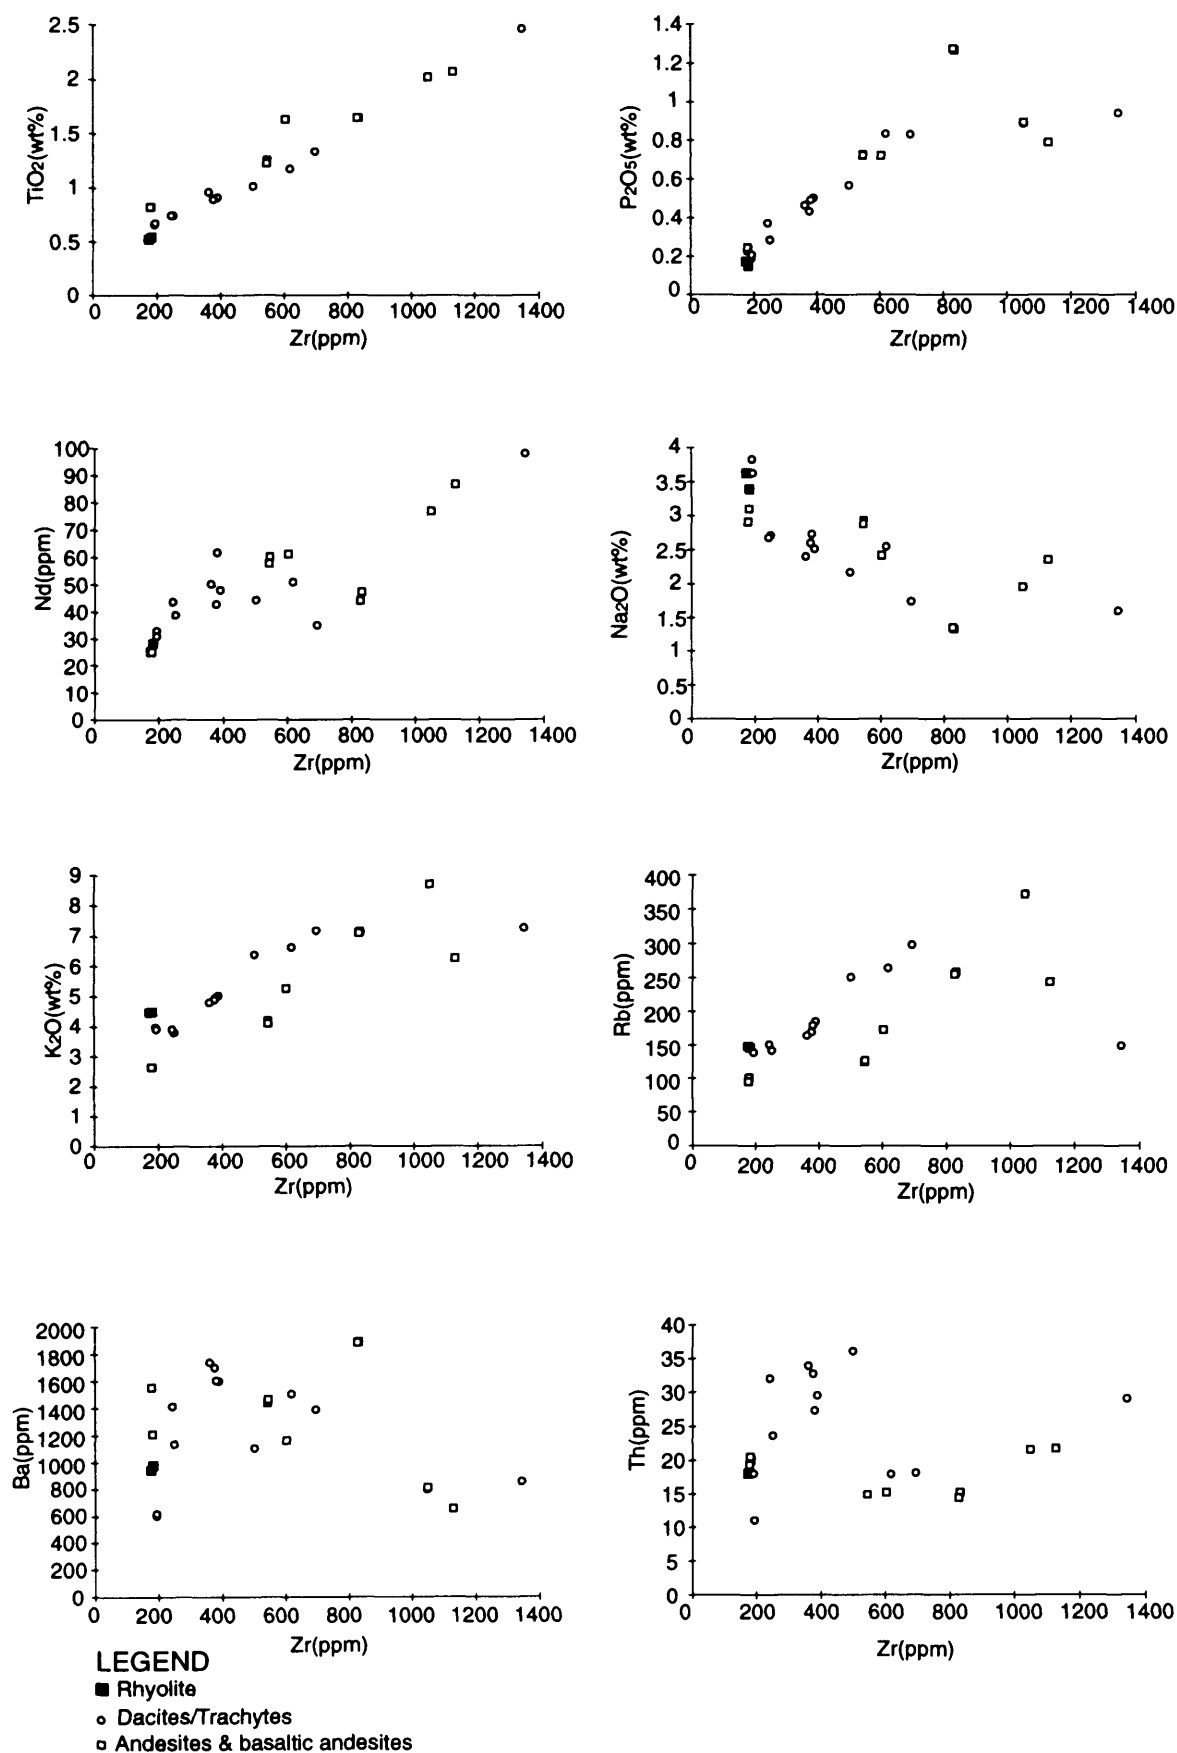 2.5
2
1.5
1
0.5
0
TiO2(wt%)
200 400 600 800 1000 1200 1400
Zr(ppm)
1.4
1.2
1
0.8
0.6
0.4
0.2
0
P2O5(wt%)
0 200 400 600 800 1000 1200 1400
Zr(ppm)
100
90
80
70
60
50
40
30
20
10
0
Nd(ppm)
0 200 400 600 800 1000 1200 1400
Zr(ppm)
4
3.5
3
2.5
2
1.5
1
0.5
0
Na2O(wt%)
0 200 400 600 800 1000 1200 1400
Zr(ppm)
9
8
7
6
5
4
3
2
1
0
K2O(wt%)
0 200 400 600 800 1000 1200 1400
Zr(ppm)
400
350
300
250
200
150
100
50
0
Rb(ppm)
0 200 400 600 800 1000 1200 1400
Zr(ppm)
2000
1800
1600
1400
1200
1000
800
600
400
200
0
Ba(ppm)
0 200 400 600 800 1000 1200 1400
Zr(ppm)
40
35
30
25
20
15
10
5
0
Th(ppm)
0 200 400 600 800 1000 1200 1400
Zr(ppm)
LEGEND
Rhyolite
Dacites/Trachytes
Andesites & basaltic andesites